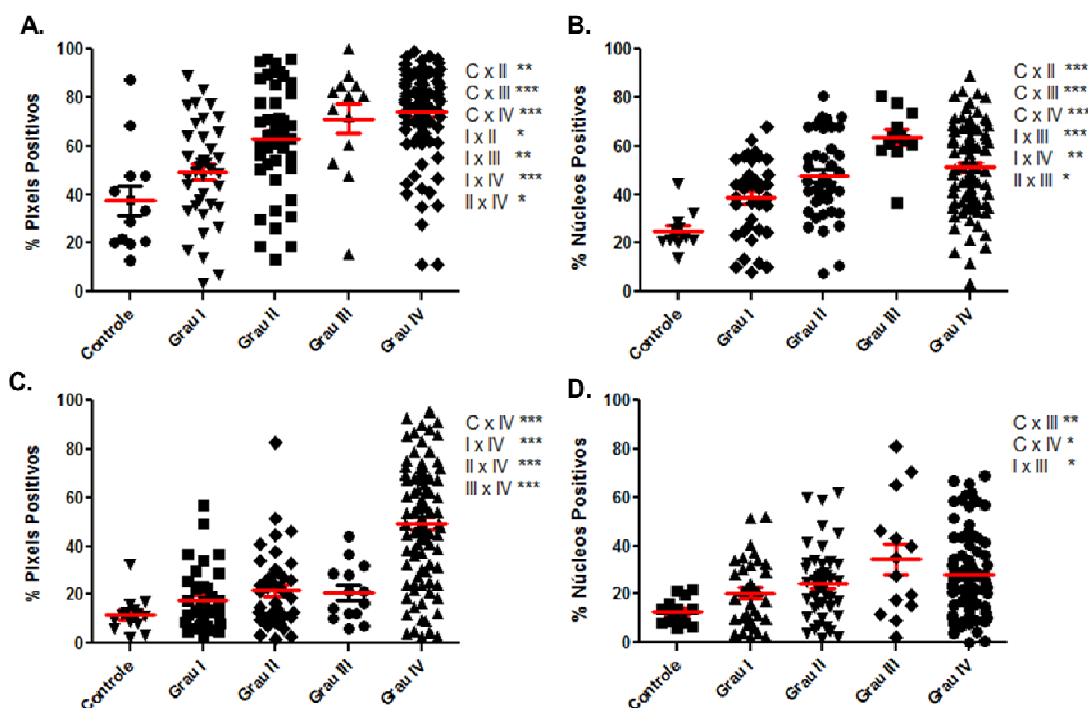 A.
% PIxels Positivos
100
80
60
40
20
0
Controle
Grau I
Grau II
Grau III
Grau IV
C x II **
C x III ***
C x IV ***
I x II *
I x III **
I x IV ***
II x IV *
B.
% Núcleos Positivos
100
80
60
40
20
0
Controle
Grau I
Grau II
Grau III
Grau IV
C x II ***
C x III ***
C x IV ***
I x III ***
I x IV **
II x III *
C.
% PIxels Positivos
100
80
60
40
20
0
Controle
Grau I
Grau II
Grau III
Grau IV
C x IV ***
I x IV ***
II x IV ***
III x IV ***
D.
% Núcleos Positivos
100
80
60
40
20
0
Controle
Grau I
Grau II
Grau III
Grau IV
C x III **
C x IV *
I x III *